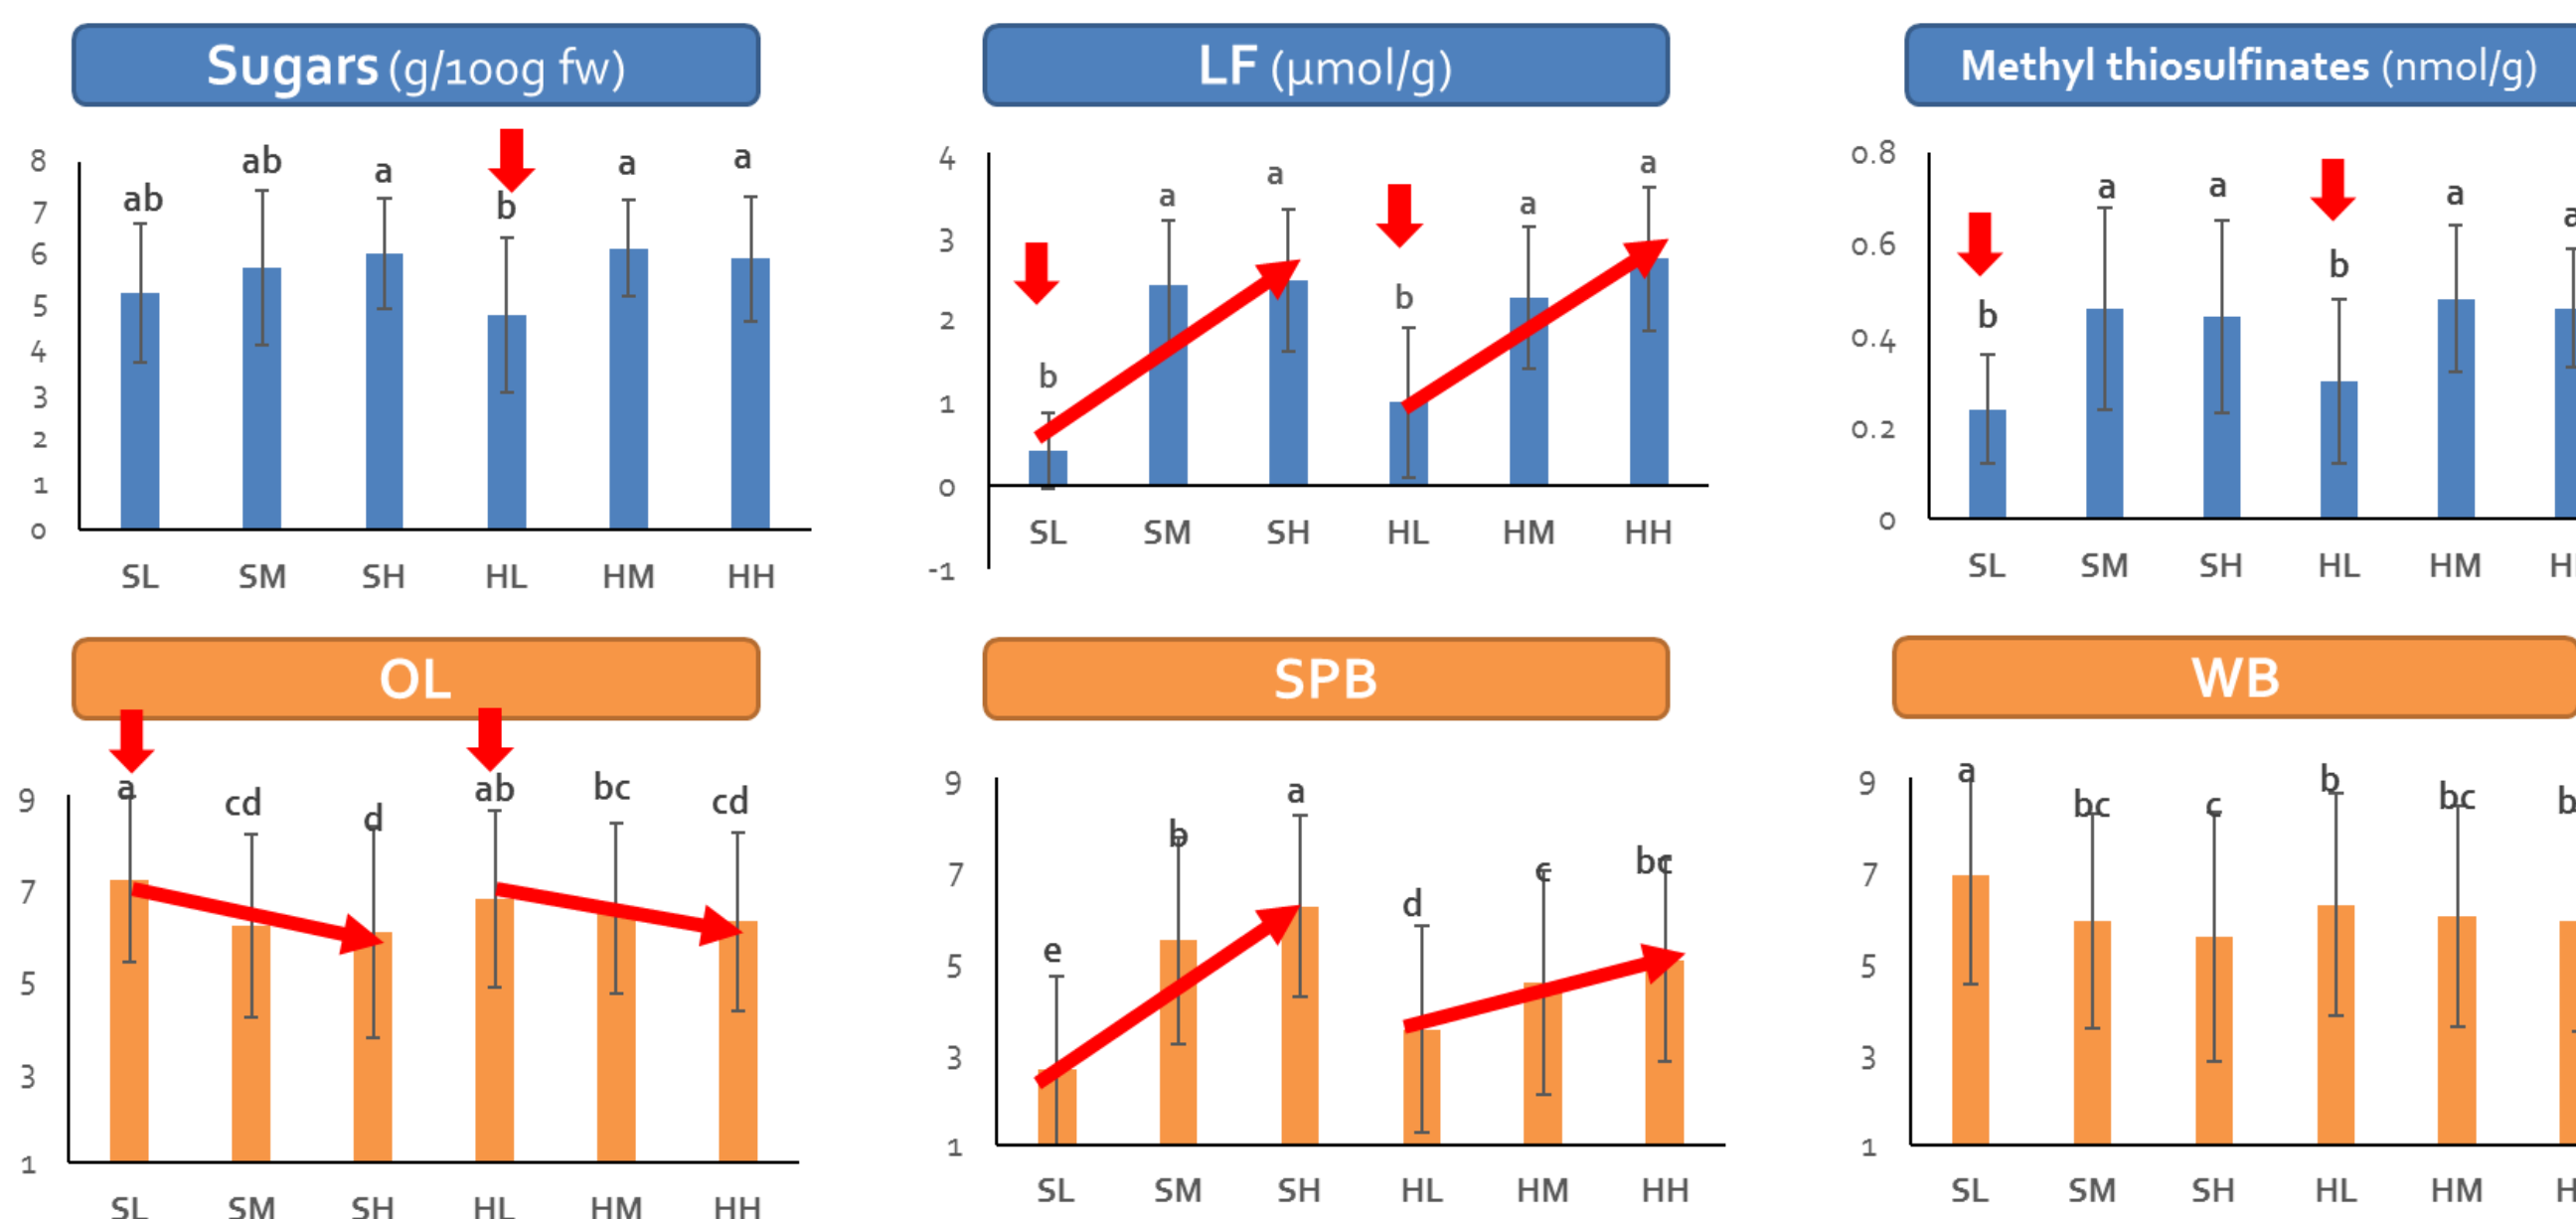 Sugars (g/100g fw)
8
7
6
5
4
3
2
1
0
ab
ab
a
b
a
a
SL SM SH HL HM HH
LF (µmol/g)
4
3
2
1
0
-1
b
a
a
b
a
a
SL SM SH HL HM HH
Methyl thiosulfinates (nmol/g)
0.8
0.6
0.4
0.2
0
b
a
a
b
a
a
SL SM SH HL HM
OL
9
7
5
3
1
a
cd
d
ab
bc
cd
SL SM SH HL HM HH
SPB
9
7
5
3
1
e
b
a
d
c
bc
SL SM SH HL HM HH
WB
9
7
5
3
1
a
bc
c
b
bc
SL SM SH HL HM